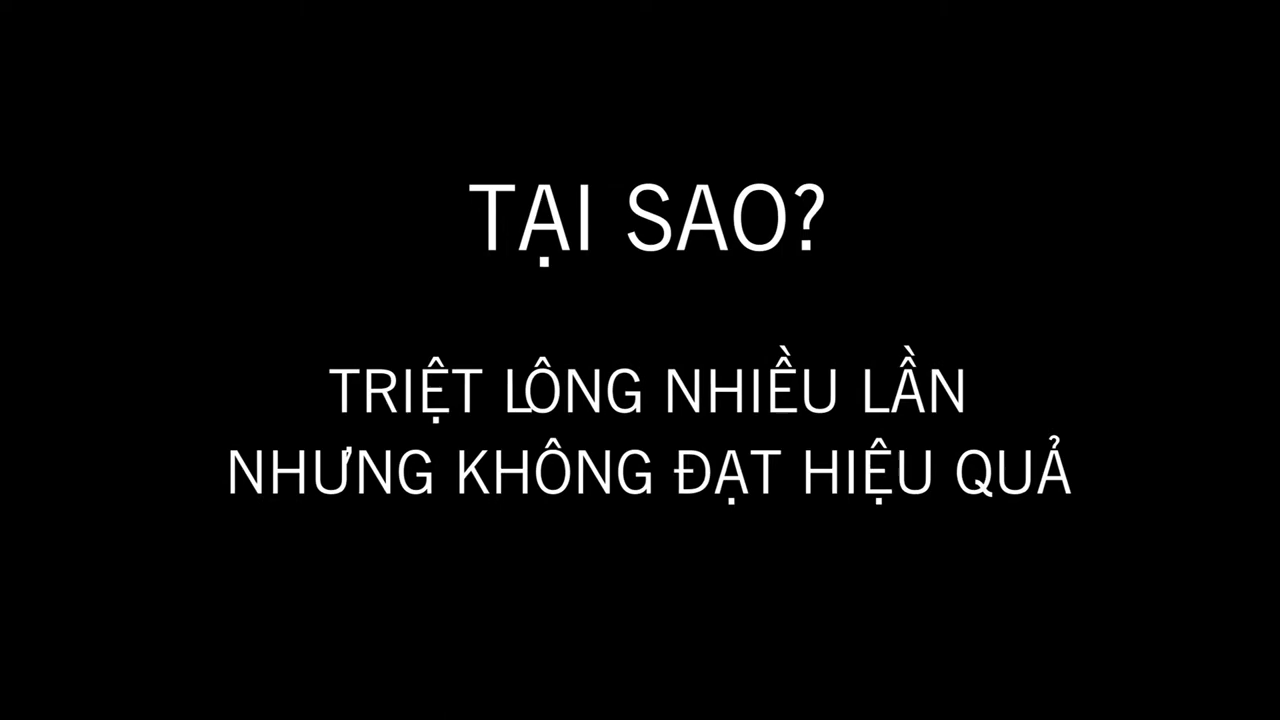 TẠI SAO?
TRIỆT LÔNG NHIỀU LẦN
NHƯNG KHÔNG ĐẠT HIỆU QUẢ